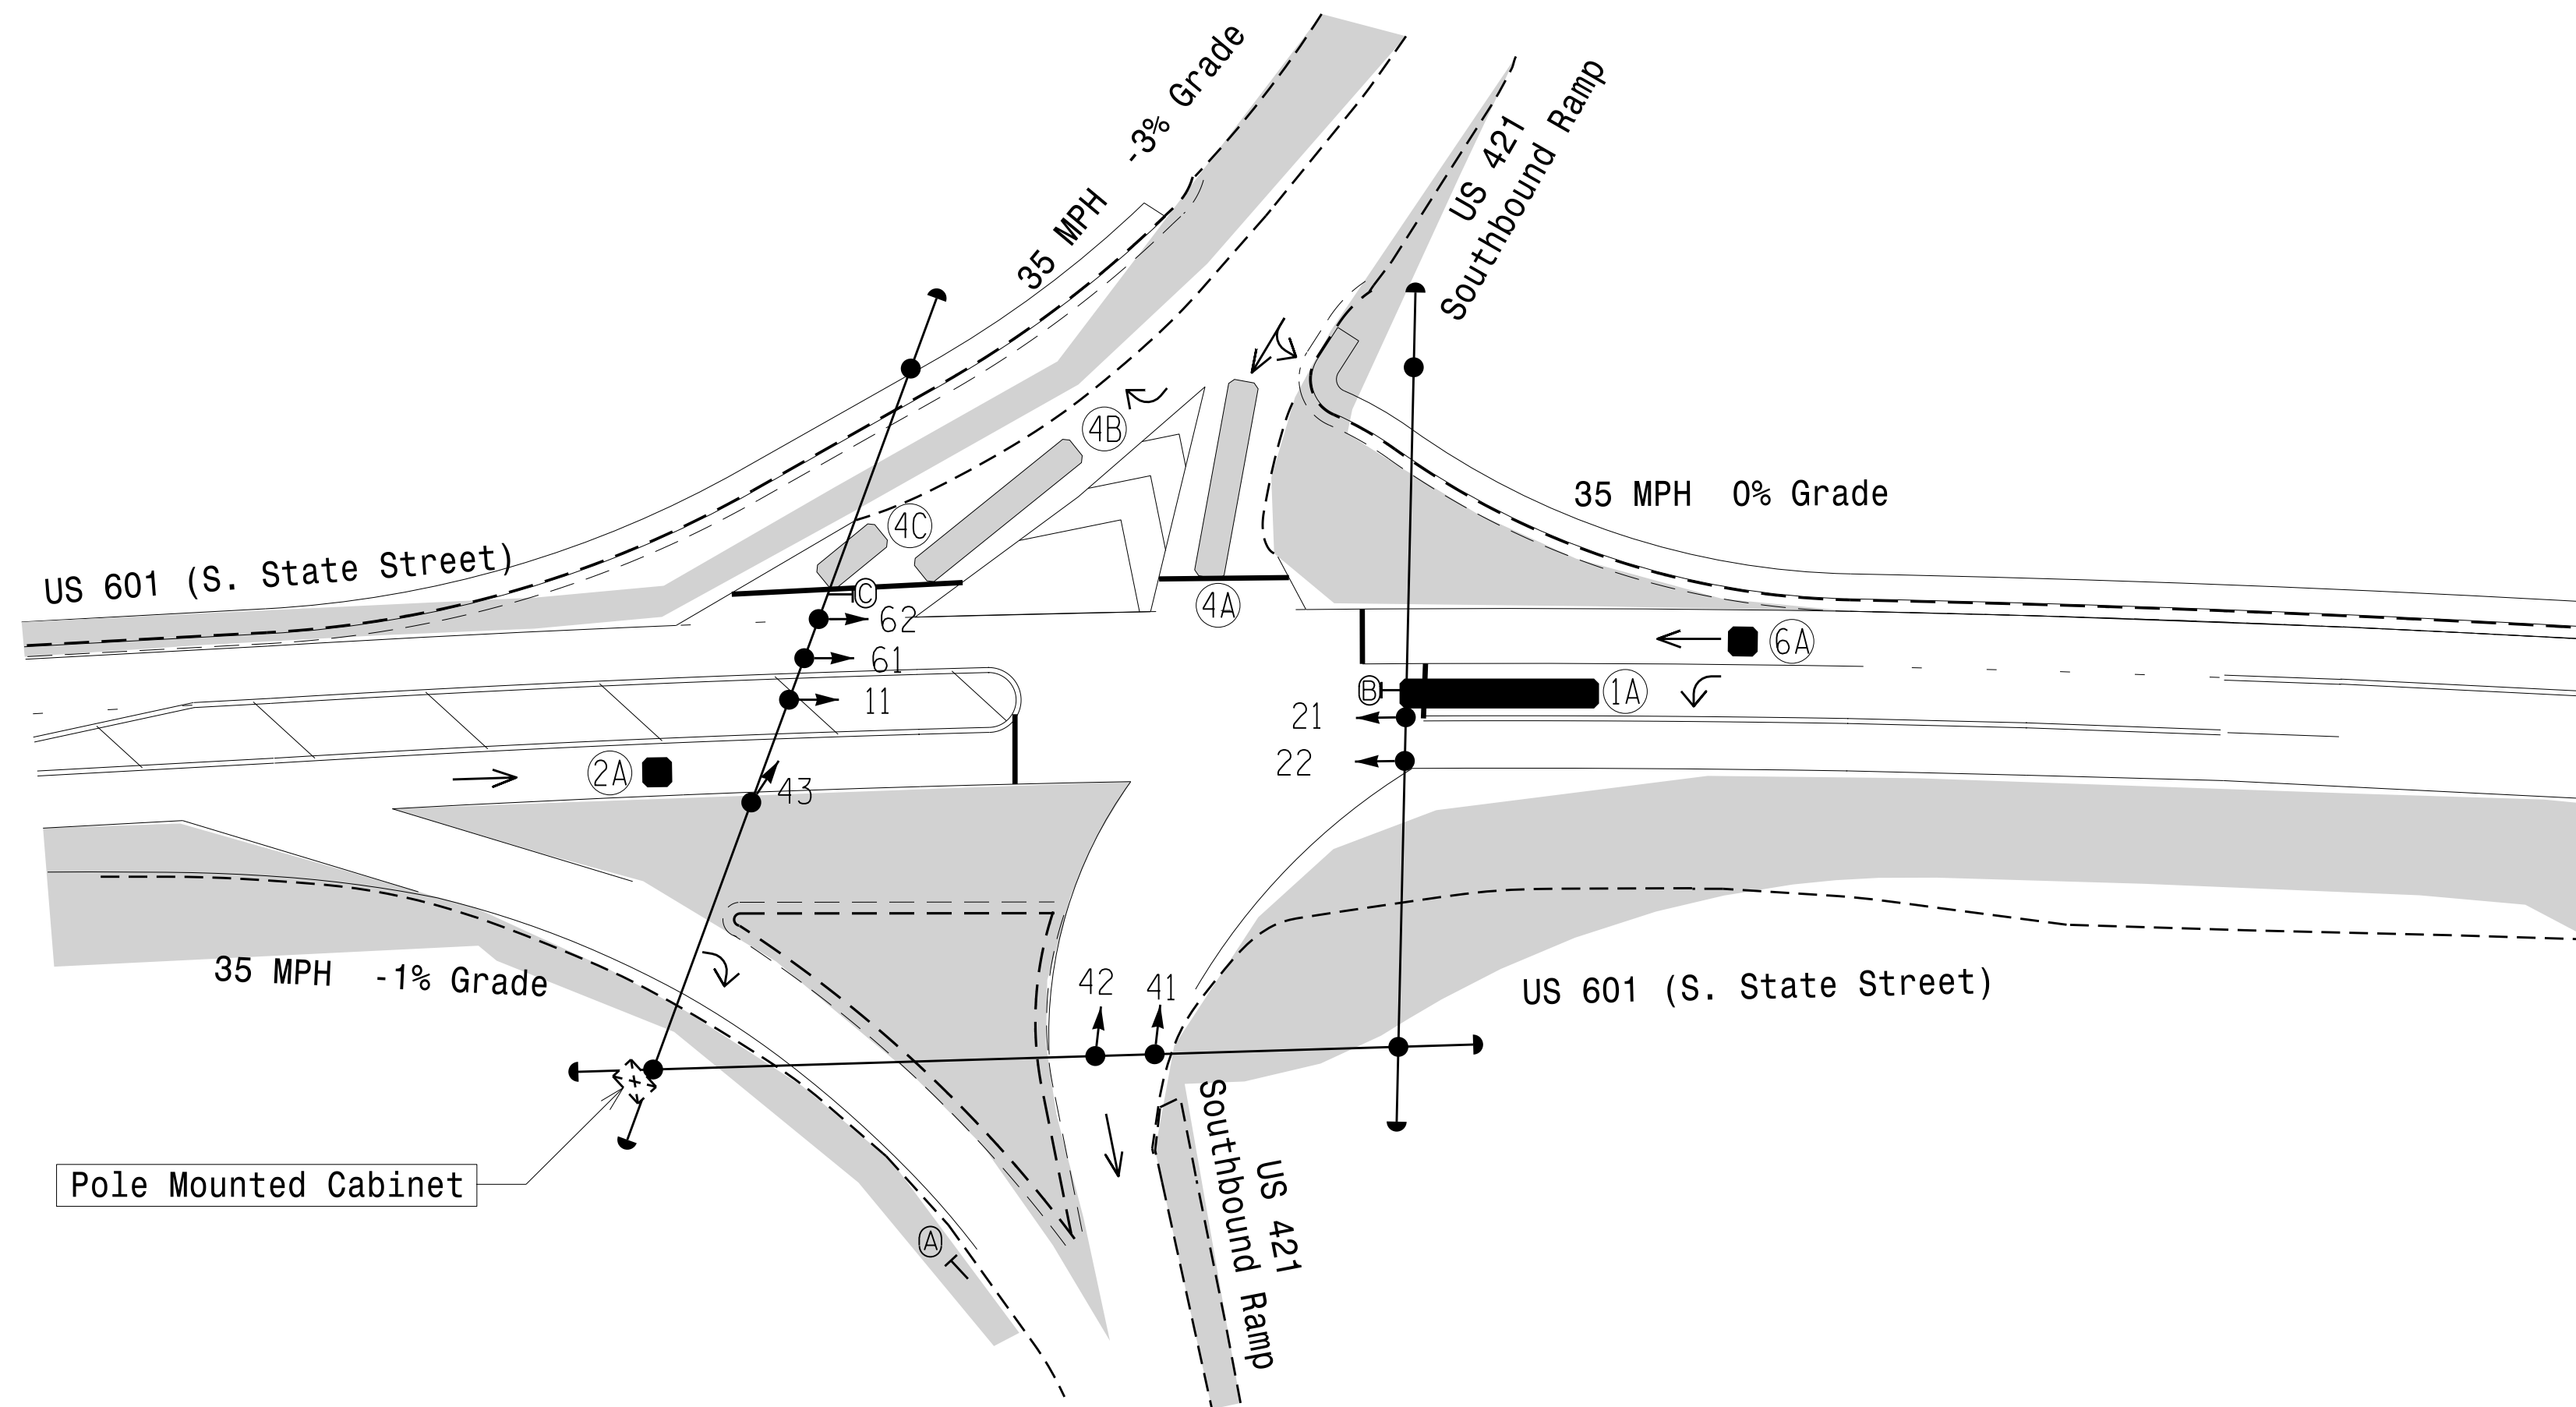 35 MPH  -3% Grade
US 421
Southbound Ramp
4B
4C
35 MPH  0% Grade
US 601 (S. State Street)
C
4A
62
61
6A
11
B
1A
21
22
2A
43
35 MPH  -1% Grade
42
41
US 601 (S. State Street)
Pole Mounted Cabinet
US 421
Southbound Ramp
A